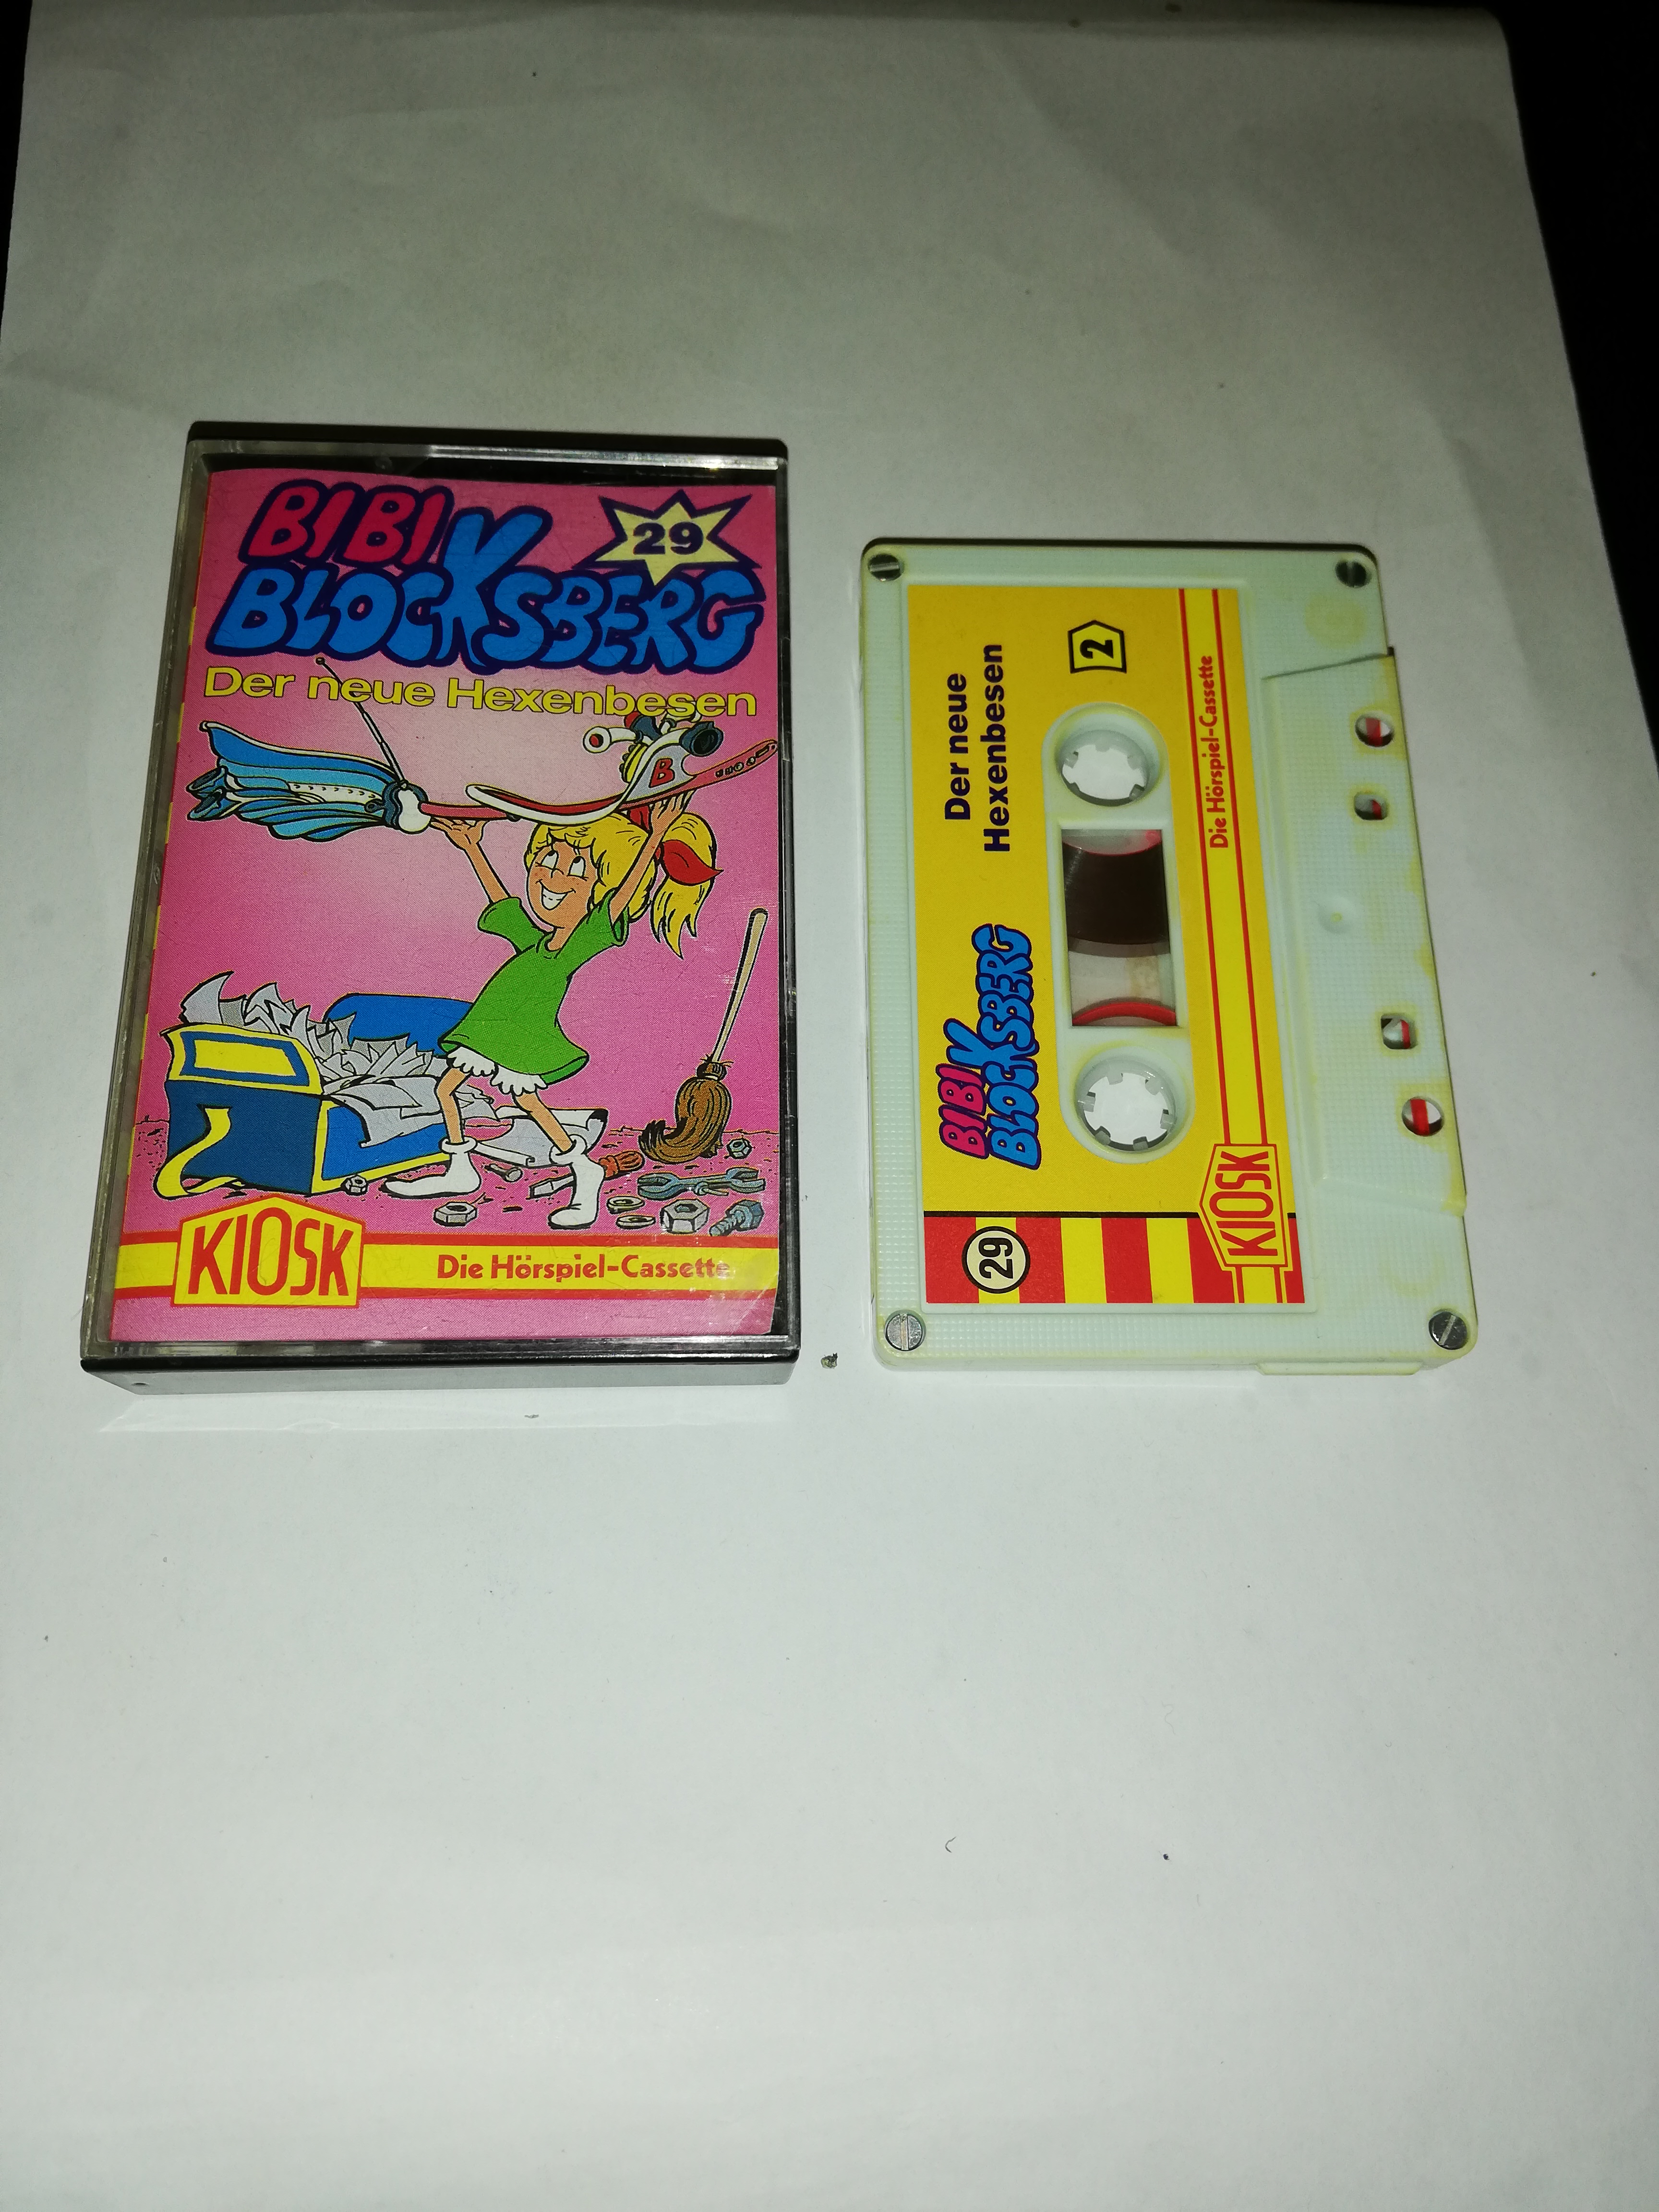 BIBI
BLOCKSBERG
29
Der neue Hexenbesen
B
KIOSK
Die Hörspiel-Cassette
Der neue
Hexenbesen
2
BIBI
BLOCKSBERG
29
KIOSK
Die Hörspiel-Cassette